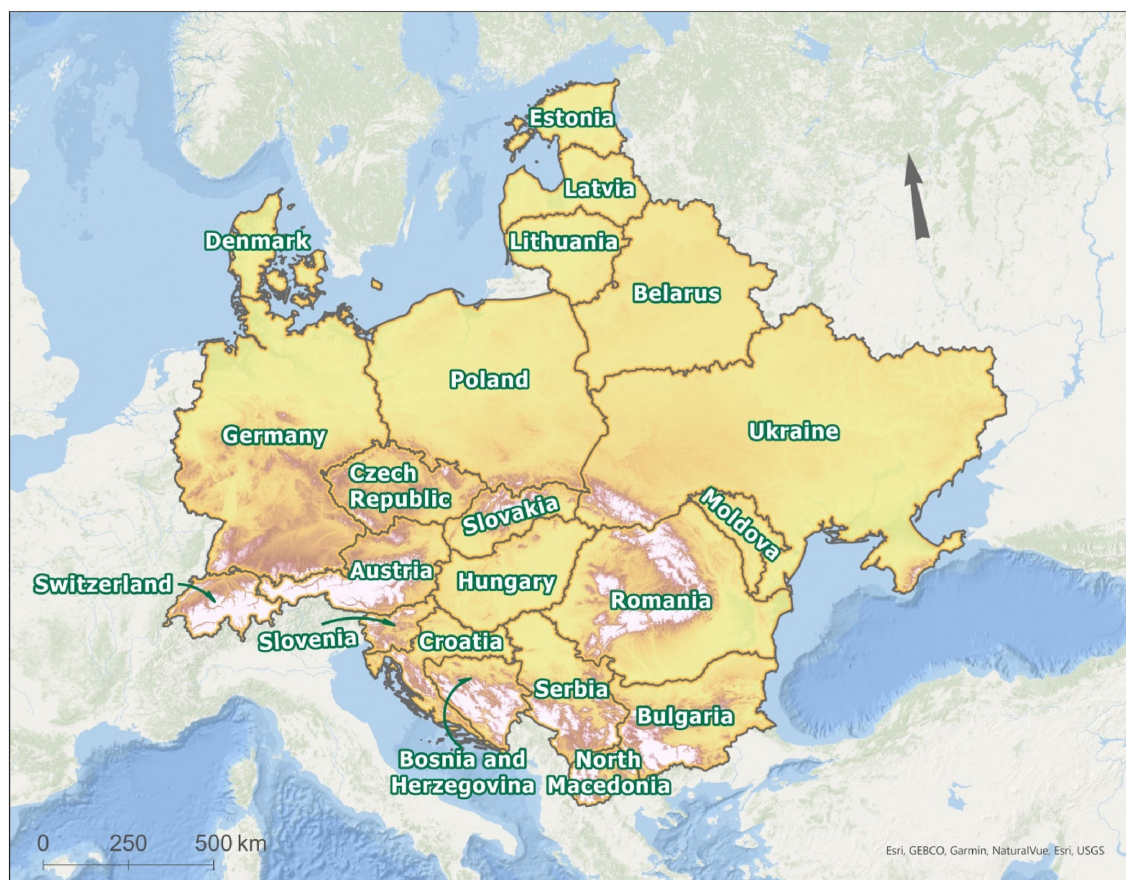 Estonia
Latvia
Lithuania
Denmark
Belarus
Poland
Ukraine
Germany
Czech
Republic
Slovakia
Moldova
Austria
Hungary
Switzerland
Romania
Slovenia
Croatia
Serbia
Bulgaria
Bosnia and
Herzegovina
North
Macedonia
0 250 500 km
Esri, GEBCO, Garmin, NaturalVue, Esri, USGS